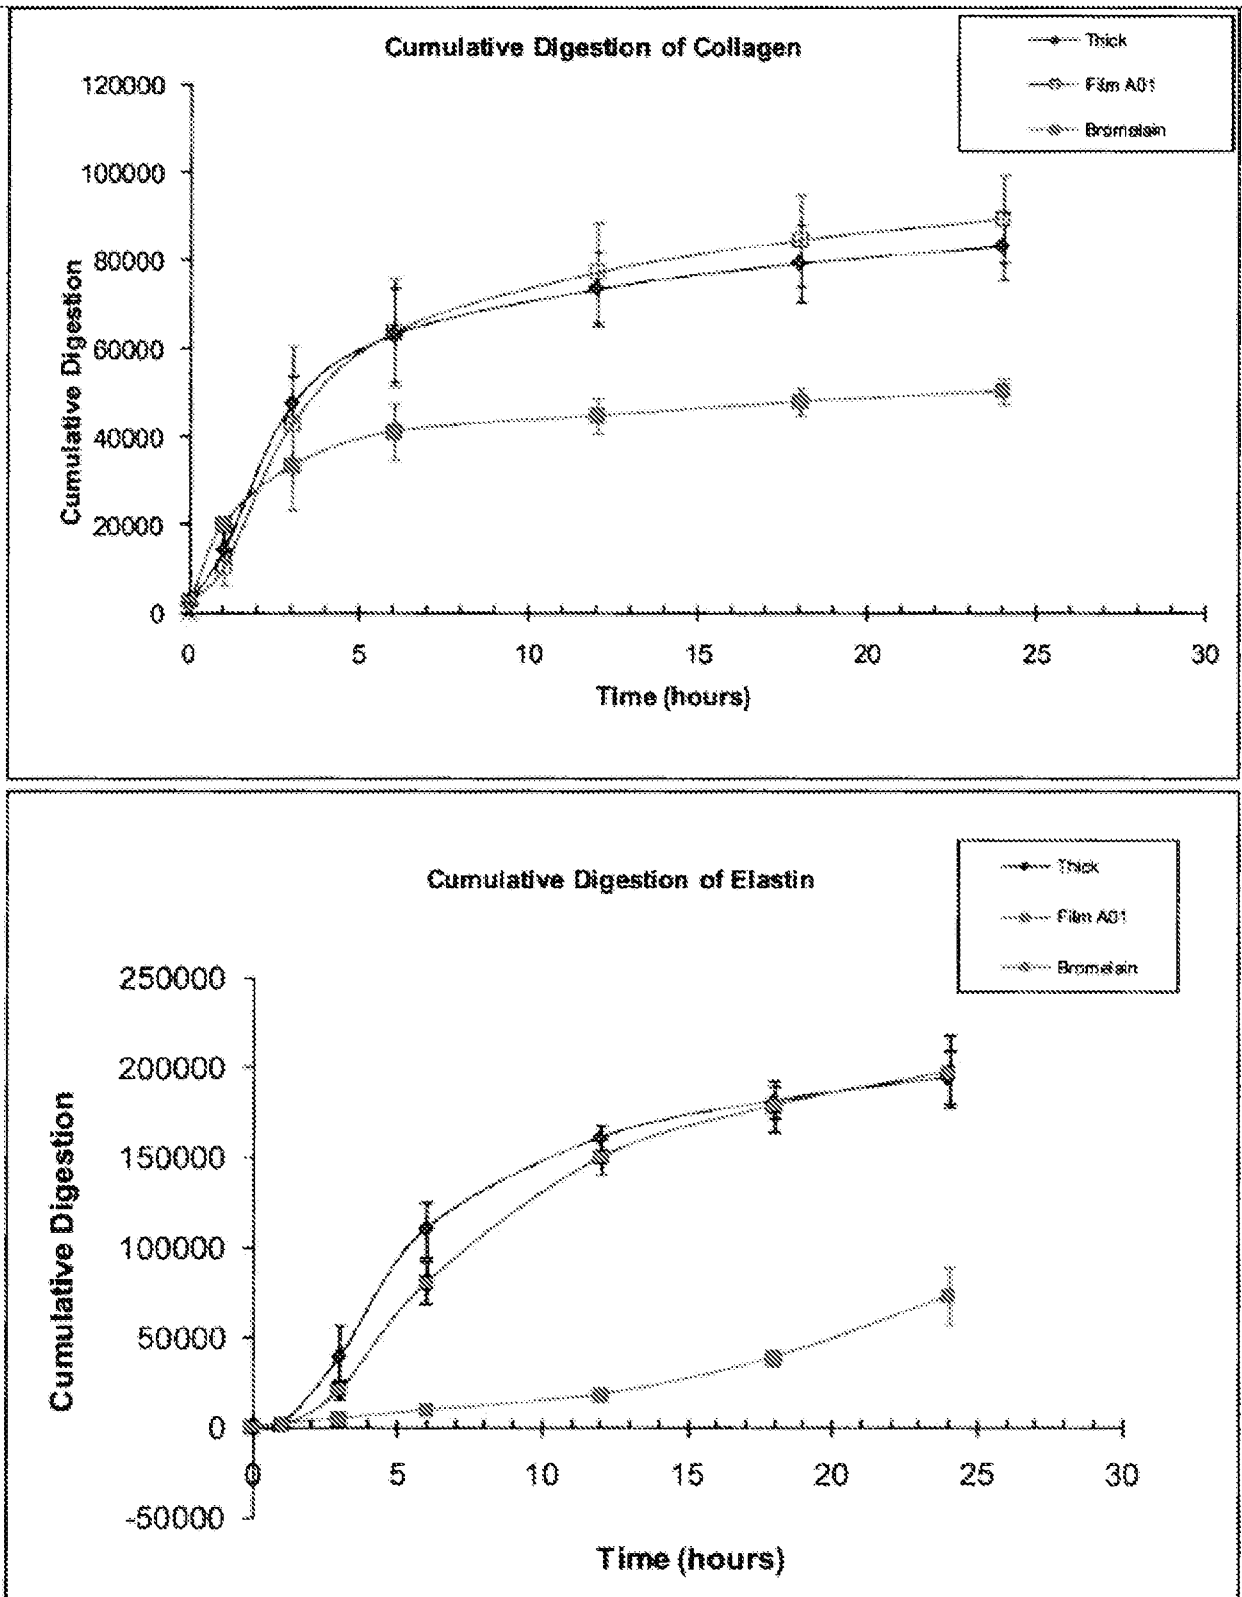 Cumulative Digestion of Collagen
Thick
Film A01
Bromelain
120000
100000
80000
60000
40000
20000
0
Cumulative Digestion
0 5 10 15 20 25 30
Time (hours)
Cumulative Digestion of Elastin
Thick
Film A01
Bromelain
250000
200000
150000
100000
50000
0
-50000
Cumulative Digestion
0 5 10 15 20 25 30
Time (hours)